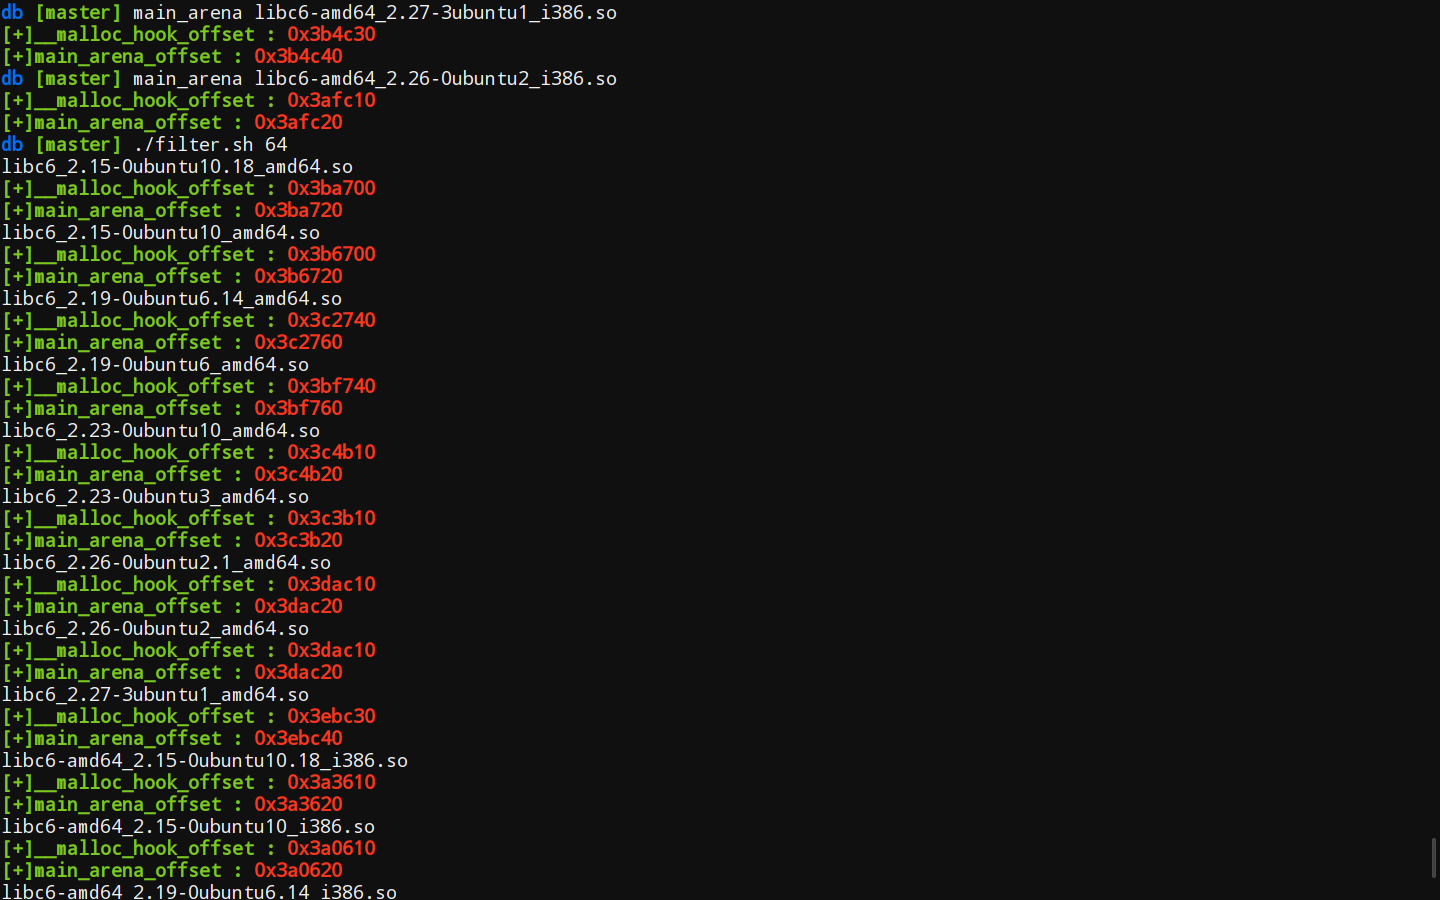 db [master] main_arena libc6-amd64_2.27-3ubuntu1_i386.so
[+]__malloc_hook_offset : 0x3b4c30
[+]main_arena_offset : 0x3b4c40
db [master] main_arena libc6-amd64_2.26-0ubuntu2_i386.so
[+]__malloc_hook_offset : 0x3afc10
[+]main_arena_offset : 0x3afc20
db [master] ./filter.sh 64
libc6_2.15-0ubuntu10.18_amd64.so
[+]__malloc_hook_offset : 0x3ba700
[+]main_arena_offset : 0x3ba720
libc6_2.15-0ubuntu10_amd64.so
[+]__malloc_hook_offset : 0x3b6700
[+]main_arena_offset : 0x3b6720
libc6_2.19-0ubuntu6.14_amd64.so
[+]__malloc_hook_offset : 0x3c2740
[+]main_arena_offset : 0x3c2760
libc6_2.19-0ubuntu6_amd64.so
[+]__malloc_hook_offset : 0x3bf740
[+]main_arena_offset : 0x3bf760
libc6_2.23-0ubuntu10_amd64.so
[+]__malloc_hook_offset : 0x3c4b10
[+]main_arena_offset : 0x3c4b20
libc6_2.23-0ubuntu3_amd64.so
[+]__malloc_hook_offset : 0x3c3b10
[+]main_arena_offset : 0x3c3b20
libc6_2.26-0ubuntu2.1_amd64.so
[+]__malloc_hook_offset : 0x3dac10
[+]main_arena_offset : 0x3dac20
libc6_2.26-0ubuntu2_amd64.so
[+]__malloc_hook_offset : 0x3dac10
[+]main_arena_offset : 0x3dac20
libc6_2.27-3ubuntu1_amd64.so
[+]__malloc_hook_offset : 0x3ebc30
[+]main_arena_offset : 0x3ebc40
libc6-amd64_2.15-0ubuntu10.18_i386.so
[+]__malloc_hook_offset : 0x3a3610
[+]main_arena_offset : 0x3a3620
libc6-amd64_2.15-0ubuntu10_i386.so
[+]__malloc_hook_offset : 0x3a0610
[+]main_arena_offset : 0x3a0620
libc6-amd64_2.19-0ubuntu6.14_i386.so